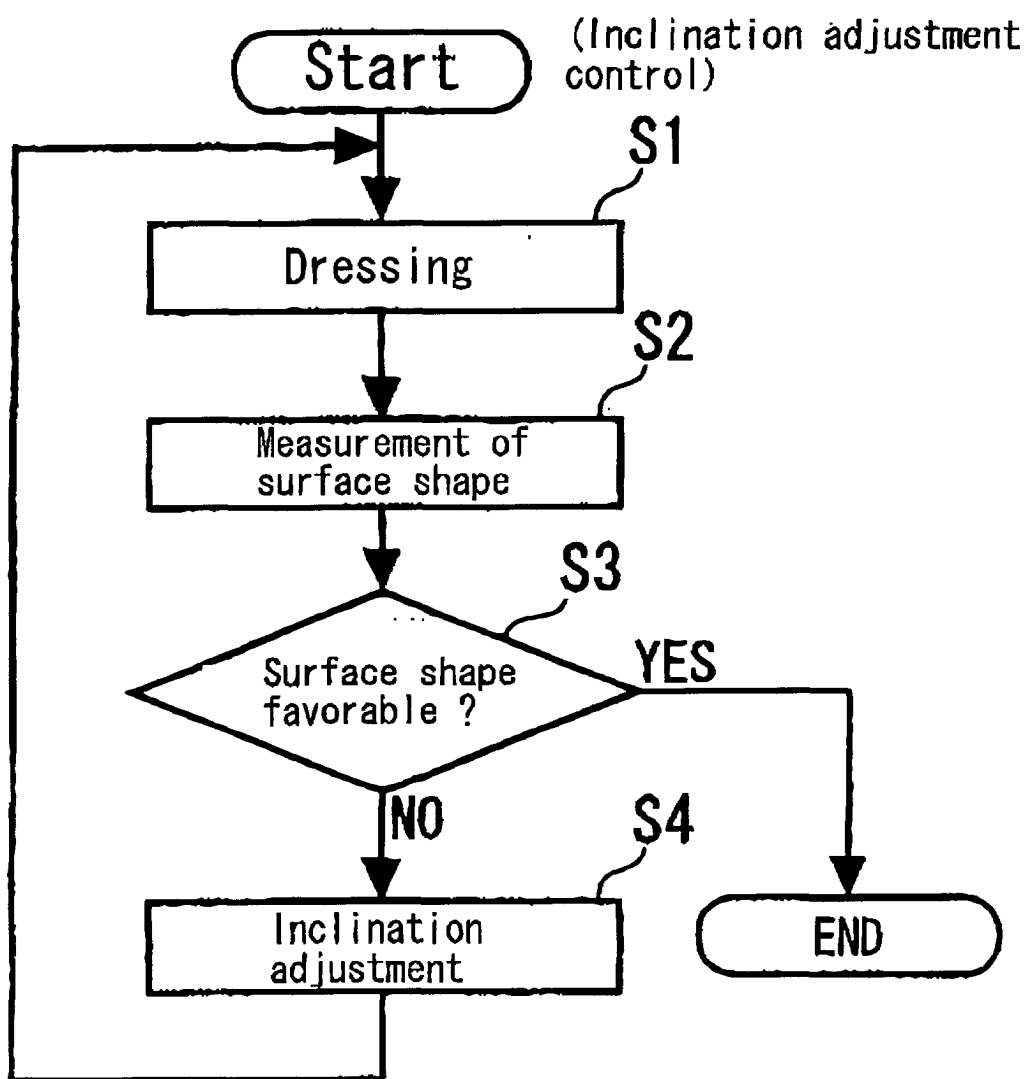 Start
(Inclination adjustment
control)
S1
Dressing
S2
Measurement of
surface shape
S3
Surface shape
favorable ?
YES
NO
S4
Inclination
adjustment
END